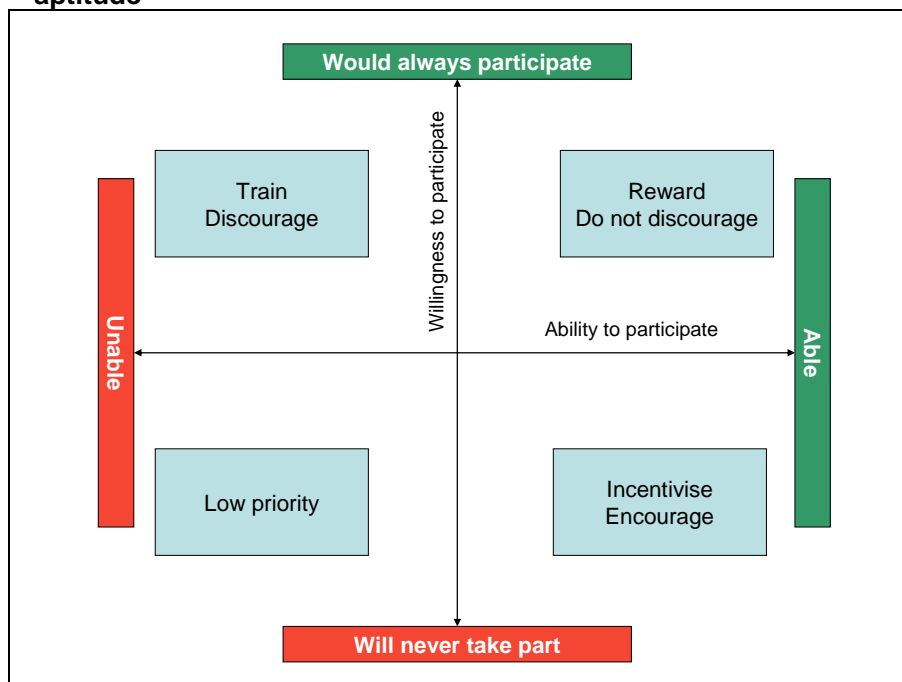 aptitude
Would always participate
Willingness to participate
Train
Discourage
Reward
Do not discourage
Unable
Ability to participate
Able
Low priority
Incentivise
Encourage
Will never take part